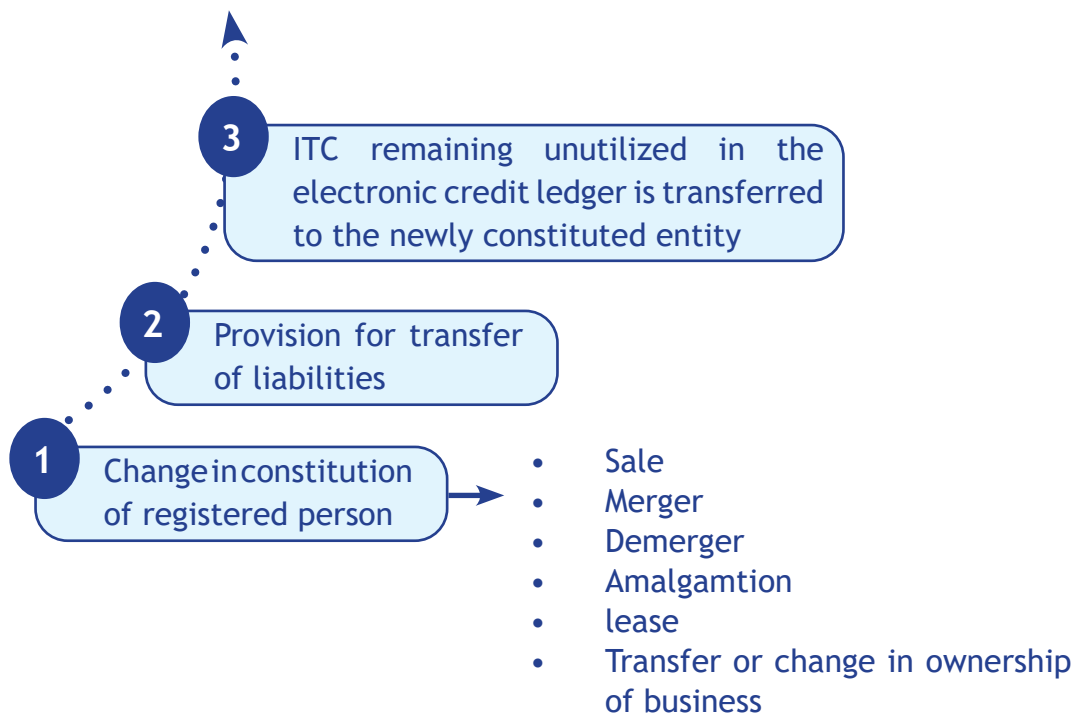 3
ITC remaining unutilized in the
electronic credit ledger is transferred
to the newly constituted entity
2
Provision for transfer
of liabilities
1
Change in constitution
of registered person
• Sale
• Merger
• Demerger
• Amalgamtion
• lease
• Transfer or change in ownership
of business